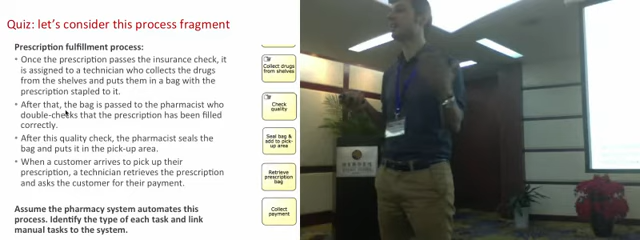 Quiz: let's consider this process fragment
Prescription fulfillment process:
• Once the prescription passes the insurance check, it
is assigned to a technician who collects the drugs
from the shelves and puts them in a bag with the
prescription stapled to it.
• After that, the bag is passed to the pharmacist who
double-checks that the prescription has been filled
correctly.
• After this quality check, the pharmacist seals the
bag and puts it in the pick-up area.
• When a customer arrives to pick up their
prescription, a technician retrieves the prescription
and asks the customer for their payment.
Assume the pharmacy system automates this
process. Identify the type of each task and link
manual tasks to the system.
Collect drugs
from shelves
Check
quality
Seal bag &
add to pick-
up area
Retrieve
prescription
bag
Collect
payment